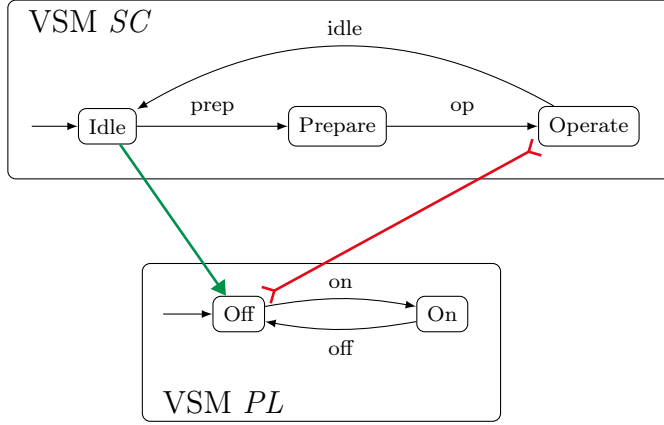 VSM SC
idle
prep
op
Idle
Prepare
Operate
on
Off
On
off
VSM PL